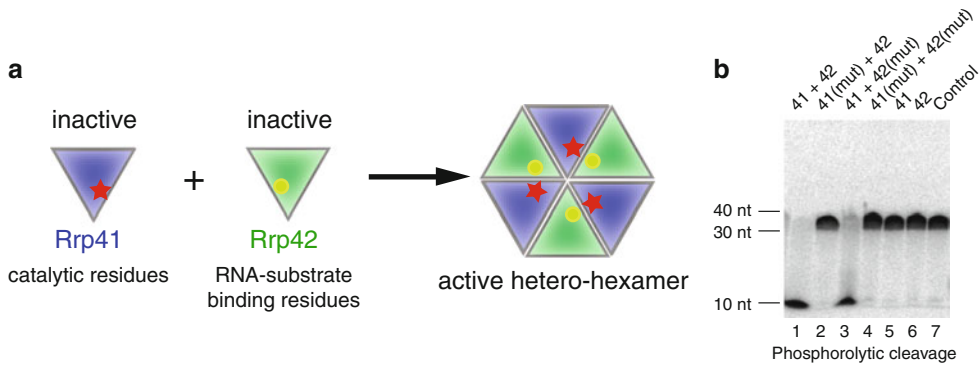 a
inactive
inactive
+
Rrp41
Rrp42
catalytic residues
RNA-substrate
binding residues
active hetero-hexamer
b
41 + 42
41(mut) + 42
41 + 42(mut)
41(mut) + 42(mut)
41
42
Control
40 nt
30 nt
10 nt
1 2 3 4 5 6 7
Phosphorolytic cleavage